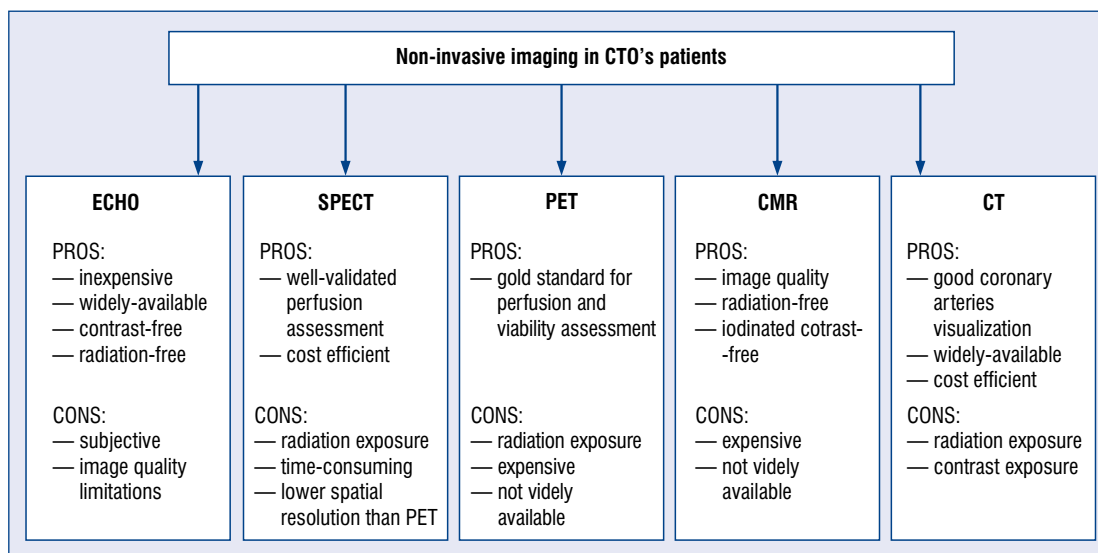 Non-invasive imaging in CTO's patients
ECHO
PROS:
— inexpensive
— widely-available
— contrast-free
— radiation-free
CONS:
— subjective
— image quality
limitations
SPECT
PROS:
— well-validated
perfusion
assessment
— cost efficient
CONS:
— radiation exposure
— time-consuming
— lower spatial
resolution than PET
PET
PROS:
— gold standard for
perfusion and
viability assessment
CONS:
— radiation exposure
— expensive
— not videly
available
CMR
PROS:
— image quality
— radiation-free
— iodinated cotrast-
-free
CONS:
— expensive
— not videly
available
CT
PROS:
— good coronary
arteries
visualization
— widely-available
— cost efficient
CONS:
— radiation exposure
— contrast exposure